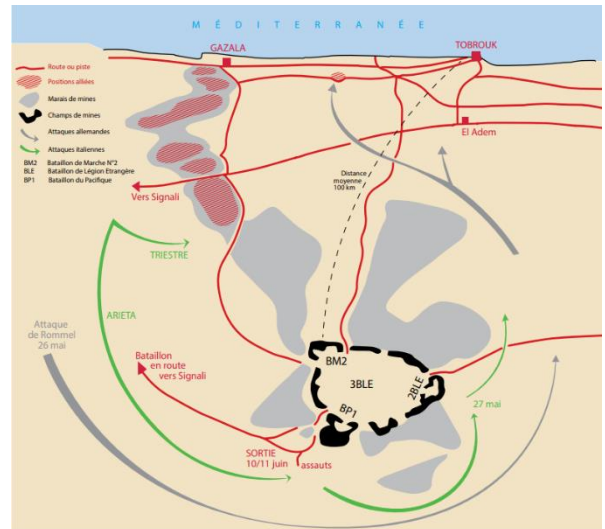 MÉDITERRANÉE
GAZALA
TOBROUK
Route ou piste
Positions alliées
Marais de mines
Champs de mines
Attaques allemandes
Attaques italiennes
BM2 Bataillon de Marche N°2
BLE Bataillon de Légion Etrangère
BP1 Bataillon du Pacifique
El Adem
Distance
moyenne
100 km
Vers Signali
TRIESTRE
ARIETA
Attaque
de Rommel
26 mai
Bataillon
en route
vers Signali
BM2
3BLE
2BLE
BP1
27 mai
SORTIE
10/11 juin
assauts